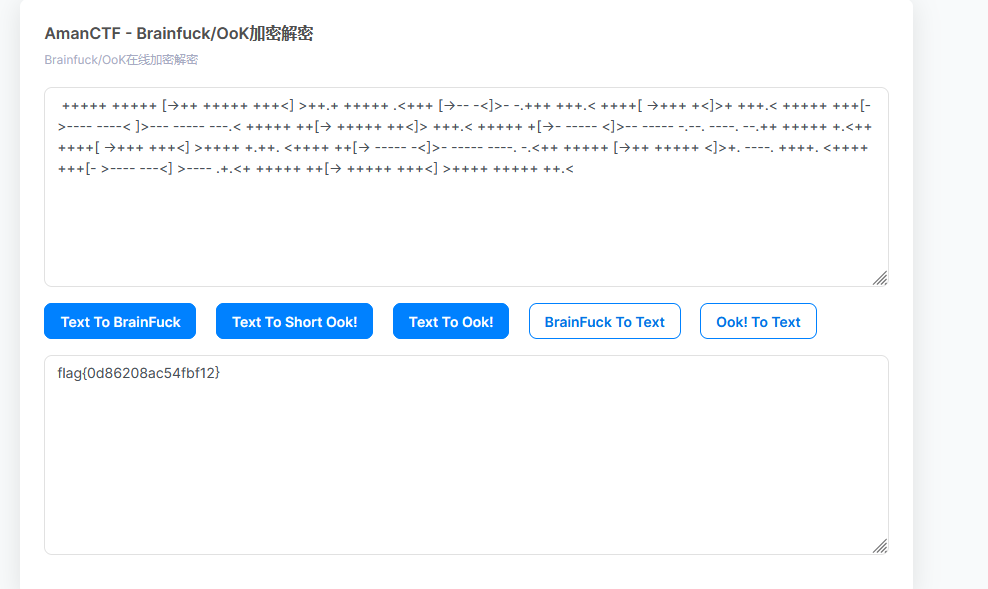 AmanCTF - Brainfuck/OoK加密解密
Brainfuck/OoK在线加密解密
+++++ +++++ [->++ +++++ +++<] >++.+ +++++ .<+++ [->-- -<]>- -.+++ +++.< ++++[ ->+++ +<]>+ +++.< +++++ +++[-
>---- ----< ]>--- ----- ---.< +++++ ++[-> +++++ ++<]> +++.< +++++ +[->- ----- <]>-- ----- -.--. ----. --.++ +++++ +.<++
++++[ ->+++ +++<] >++++ +.++. <++++ ++[-> ----- -<]>- ----- ----. -.<++ +++++ [->++ +++++ <]>+. ----. ++++. <++++
+++[- >---- ---<] >---- .+.<+ +++++ ++[-> +++++ +++<] >++++ +++++ ++.<
Text To BrainFuck
Text To Short Ook!
Text To Ook!
BrainFuck To Text
Ook! To Text
flag{0d86208ac54fbf12}